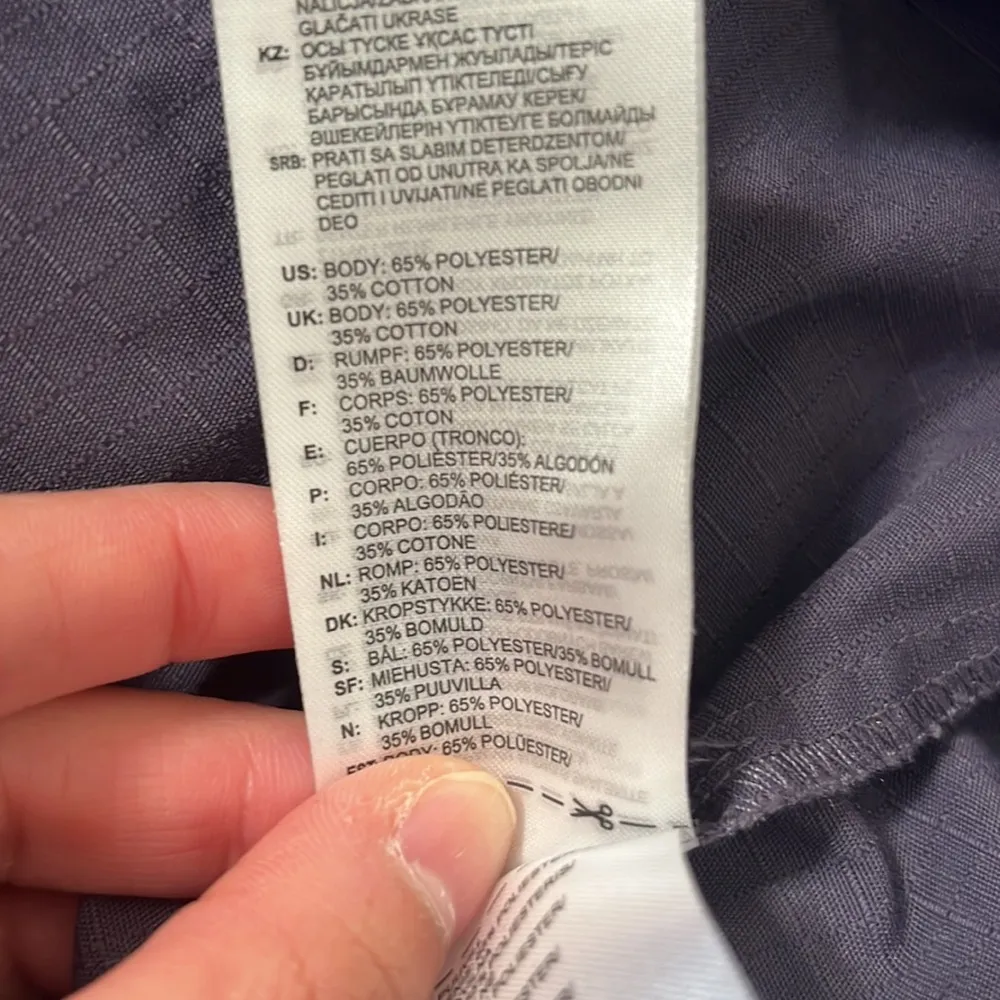 GLAČATI UKRASE
KZ: ОСЫ ТҮСКЕ ҰҚСАС ТҮСТІ
БҰЙЫМДАРМЕН ЖУЫЛАДЫ/ТЕРІС
ҚАРАТЫЛЫП ҮТІКТЕЛЕДІ/СЫҒУ
БАРЫСЫНДА БҰРАМАУ КЕРЕК/
ӘШЕКЕЙЛЕРІН ҮТІКТЕУГЕ БОЛМАЙДЫ
SRB: PRATI SA SLABIM DETERDZENTOM/
PEGLATI OD UNUTRA KA SPOLJA/NE
CEDITI I UVIJATI/NE PEGLATI OBODNI
DEO
US: BODY: 65% POLYESTER/
35% COTTON
UK: BODY: 65% POLYESTER/
35% COTTON
D: RUMPF: 65% POLYESTER/
35% BAUMWOLLE
F: CORPS: 65% POLYESTER/
35% COTON
E: CUERPO (TRONCO):
65% POLIÉSTER/35% ALGODÓN
P: CORPO: 65% POLIÉSTER/
35% ALGODÃO
I: CORPO: 65% POLIESTERE/
35% COTONE
NL: ROMP: 65% POLYESTER/
35% KATOEN
DK: KROPSTYKKE: 65% POLYESTER/
35% BOMULD
S: BÅL: 65% POLYESTER/35% BOMULL
SF: MIEHUSTA: 65% POLYESTERI/
35% PUUVILLA
N: KROPP: 65% POLYESTER/
35% BOMULL
EST: BODY: 65% POLÜESTER/